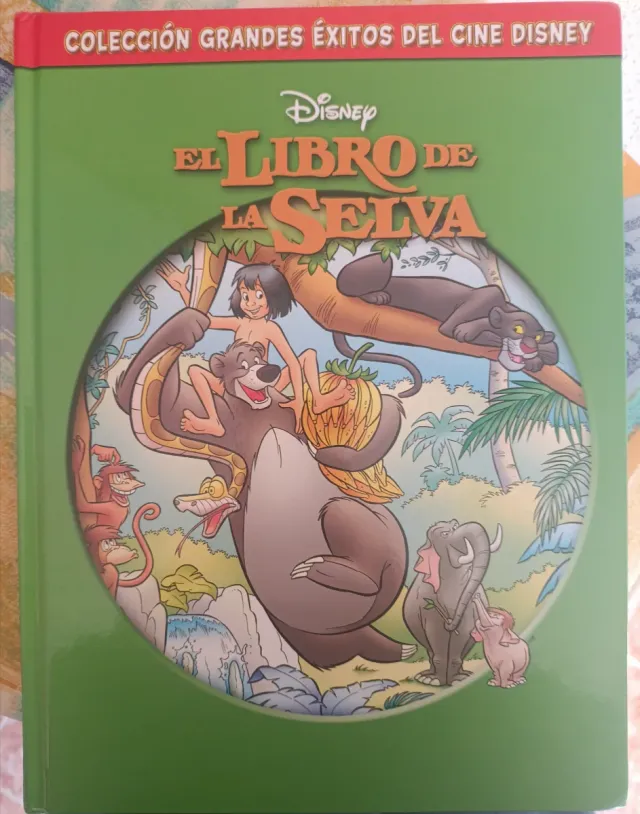 COLECCIÓN GRANDES ÉXITOS DEL CINE DISNEY
Disney
EL LIBRO DE
LA SELVA